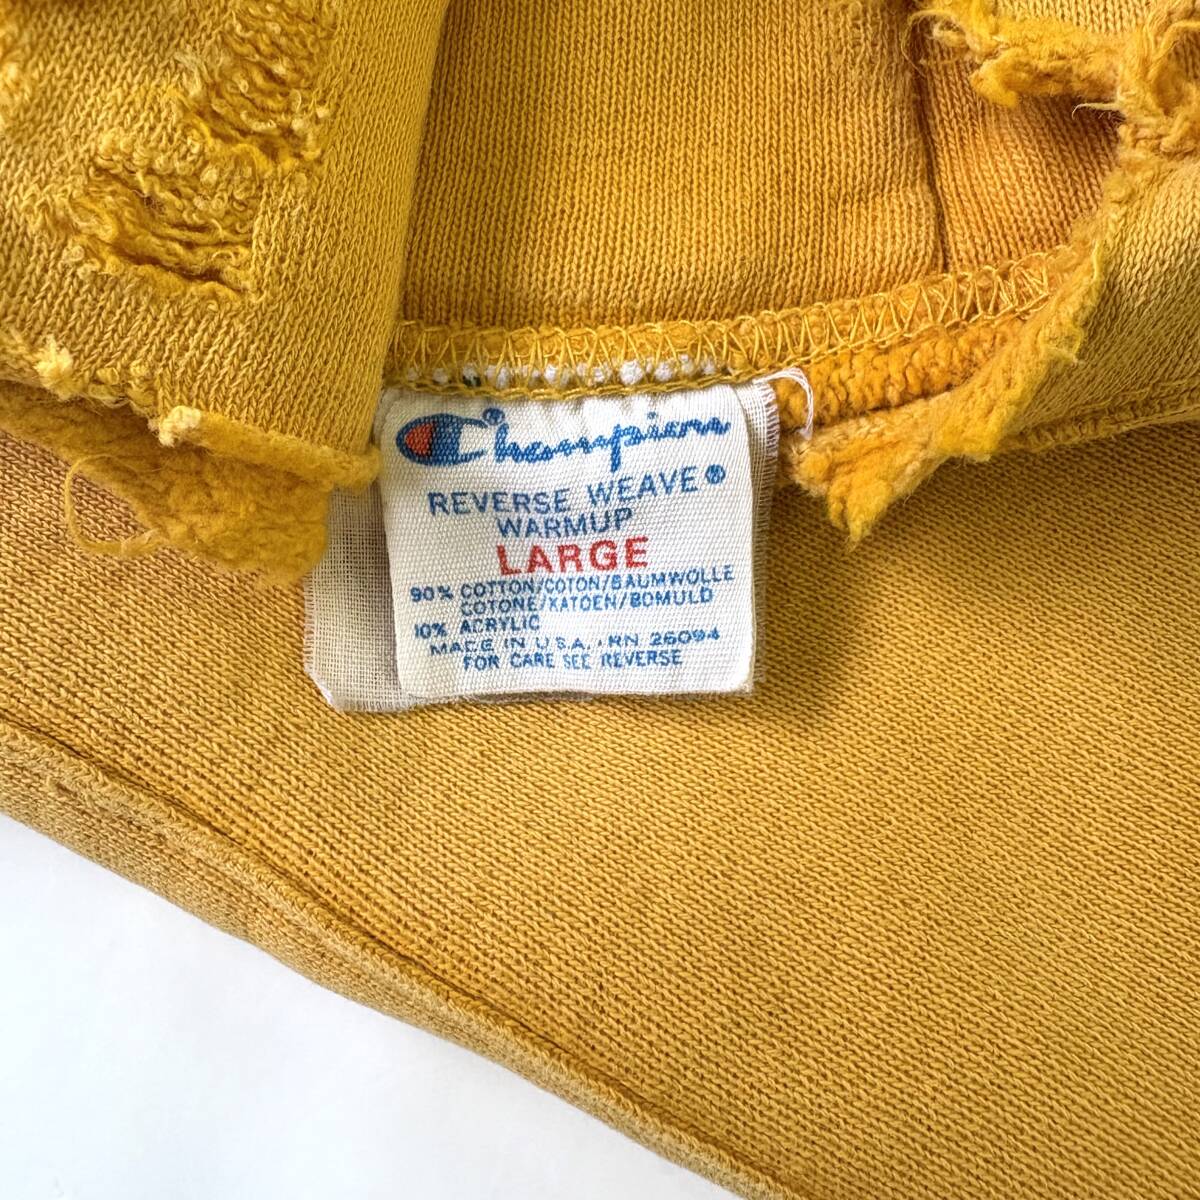 Champion®
REVERSE WEAVE®
WARMUP
LARGE
90% COTTON/COTON/BAUMWOLLE
COTONE/KATOEN/BOMULD
10% ACRYLIC
MADE IN U.S.A. . RN 26094
FOR CARE SEE REVERSE